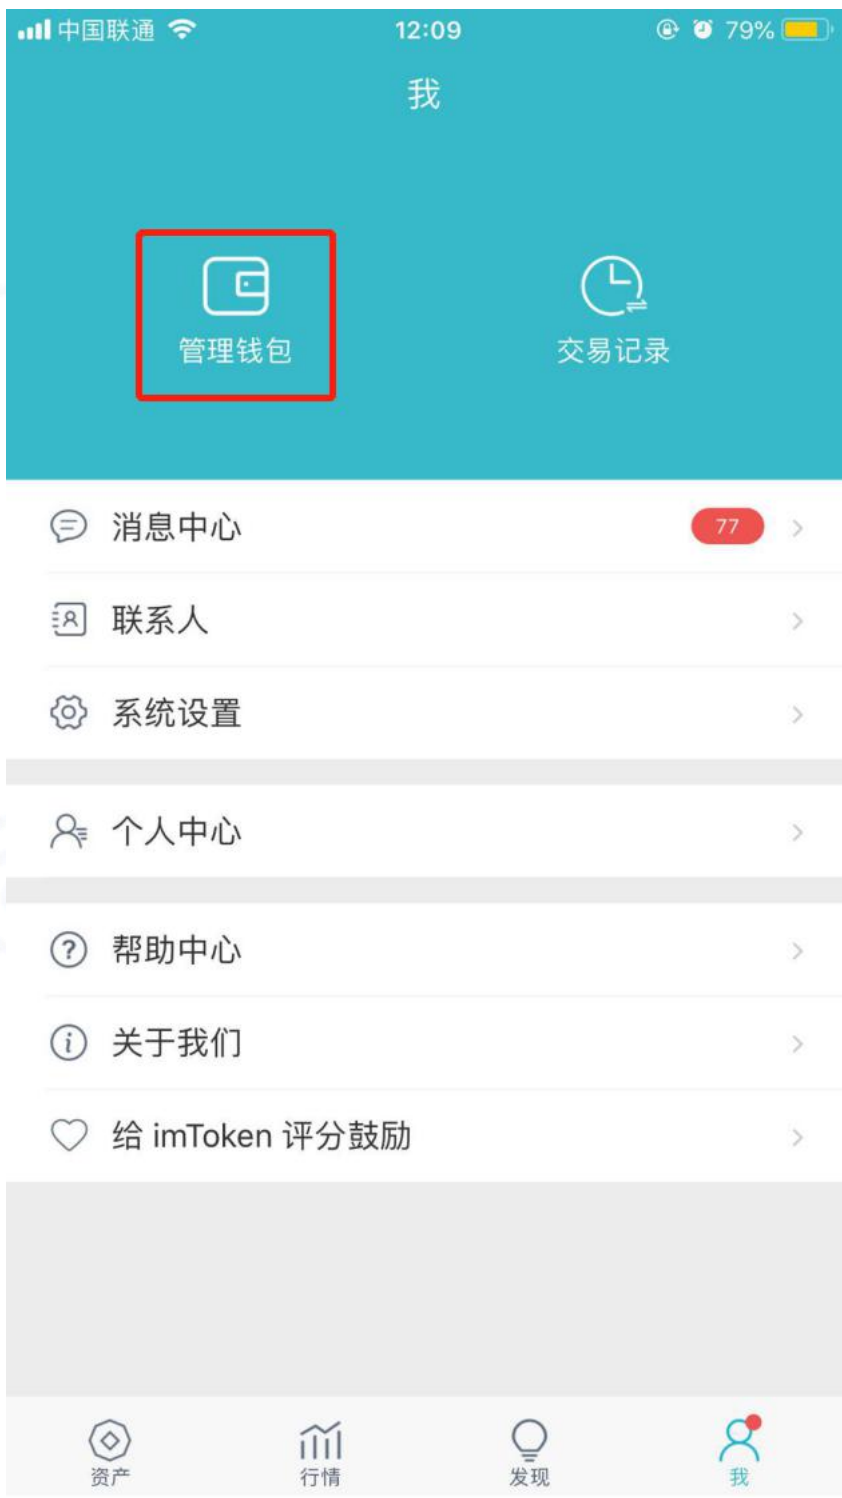 中国联通 12:09 79%
我
管理钱包 交易记录
消息中心 77
联系人
系统设置
个人中心
帮助中心
关于我们
给 imToken 评分鼓励
资产 行情 发现 我